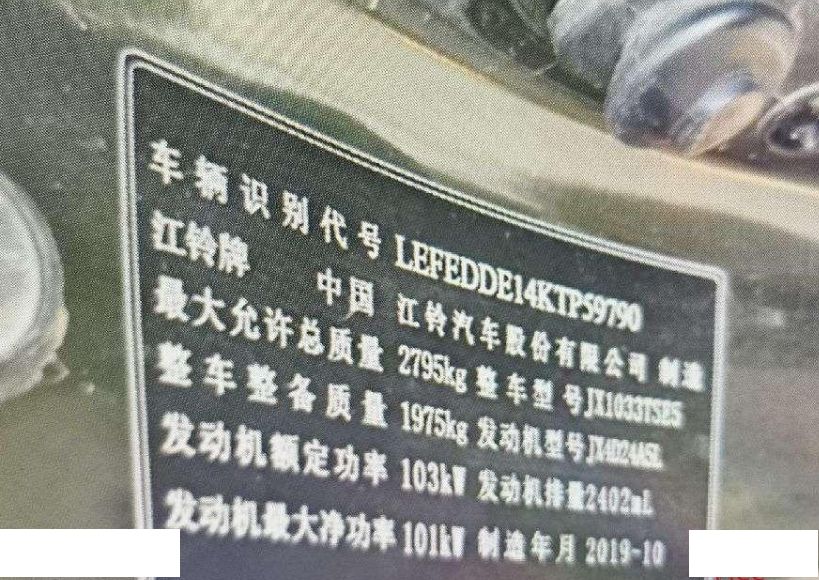 车辆识别代号 LEFEDDE14KTPS9790
江铃牌 中国 江铃汽车股份有限公司 制造
最大允许总质量 2795kg 整车型号JX1033TSE5
整车整备质量 1975kg 发动机型号JX4D24A5L
发动机额定功率 103kW 发动机排量2402mL
发动机最大净功率 101kW 制造年月 2019-10